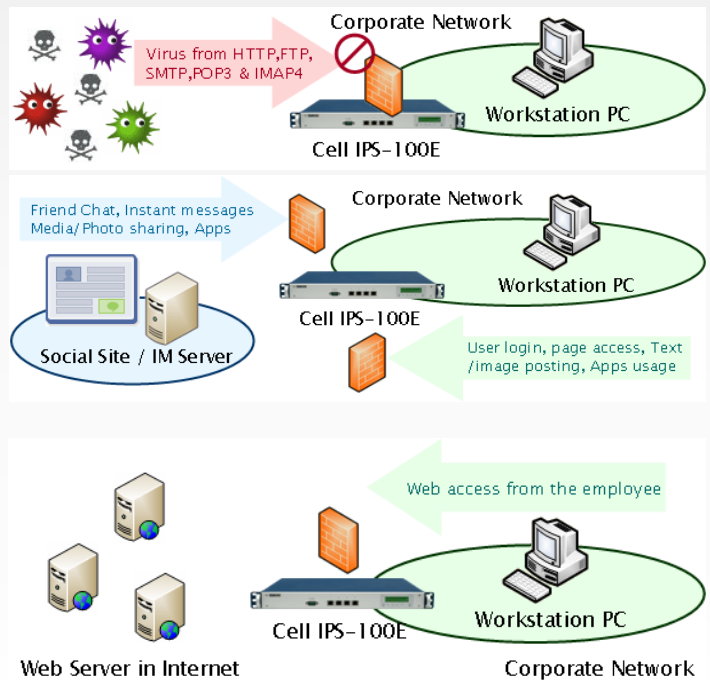 Corporate Network
Virus from HTTP,FTP,
SMTP,POP3 & IMAP4
Workstation PC
Cell IPS-100E
Corporate Network
Friend Chat, Instant messages
Media/Photo sharing, Apps
Workstation PC
Cell IPS-100E
Social Site / IM Server
User login, page access, Text
/image posting, Apps usage
Web access from the employee
Workstation PC
Cell IPS-100E
Web Server in Internet
Corporate Network